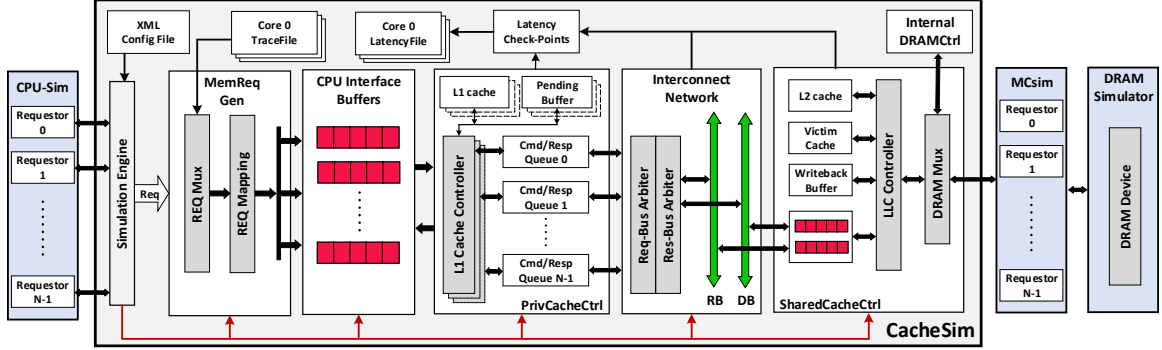 XML
Config File
Core 0
TraceFile
Core 0
LatencyFile
Latency
Check-Points
Internal
DRAMCtrl
CPU-Sim
Requestor
0
Requestor
1
Requestor
N-1
Simulation Engine
Req
MemReq
Gen
REQ Mux
REQ Mapping
CPU Interface
Buffers
L1 cache
Pending
Buffer
L1 Cache Controller
Cmd/Resp
Queue 0
Cmd/Resp
Queue 1
Cmd/Resp
Queue N-1
PrivCacheCtrl
Interconnect
Network
Req-Bus Arbiter
Res-Bus Arbiter
RB
DB
L2 cache
Victim
Cache
Writeback
Buffer
LLC Controller
DRAM Mux
SharedCacheCtrl
CacheSim
MCsim
Requestor
0
Requestor
1
Requestor
N-1
DRAM
Simulator
DRAM Device